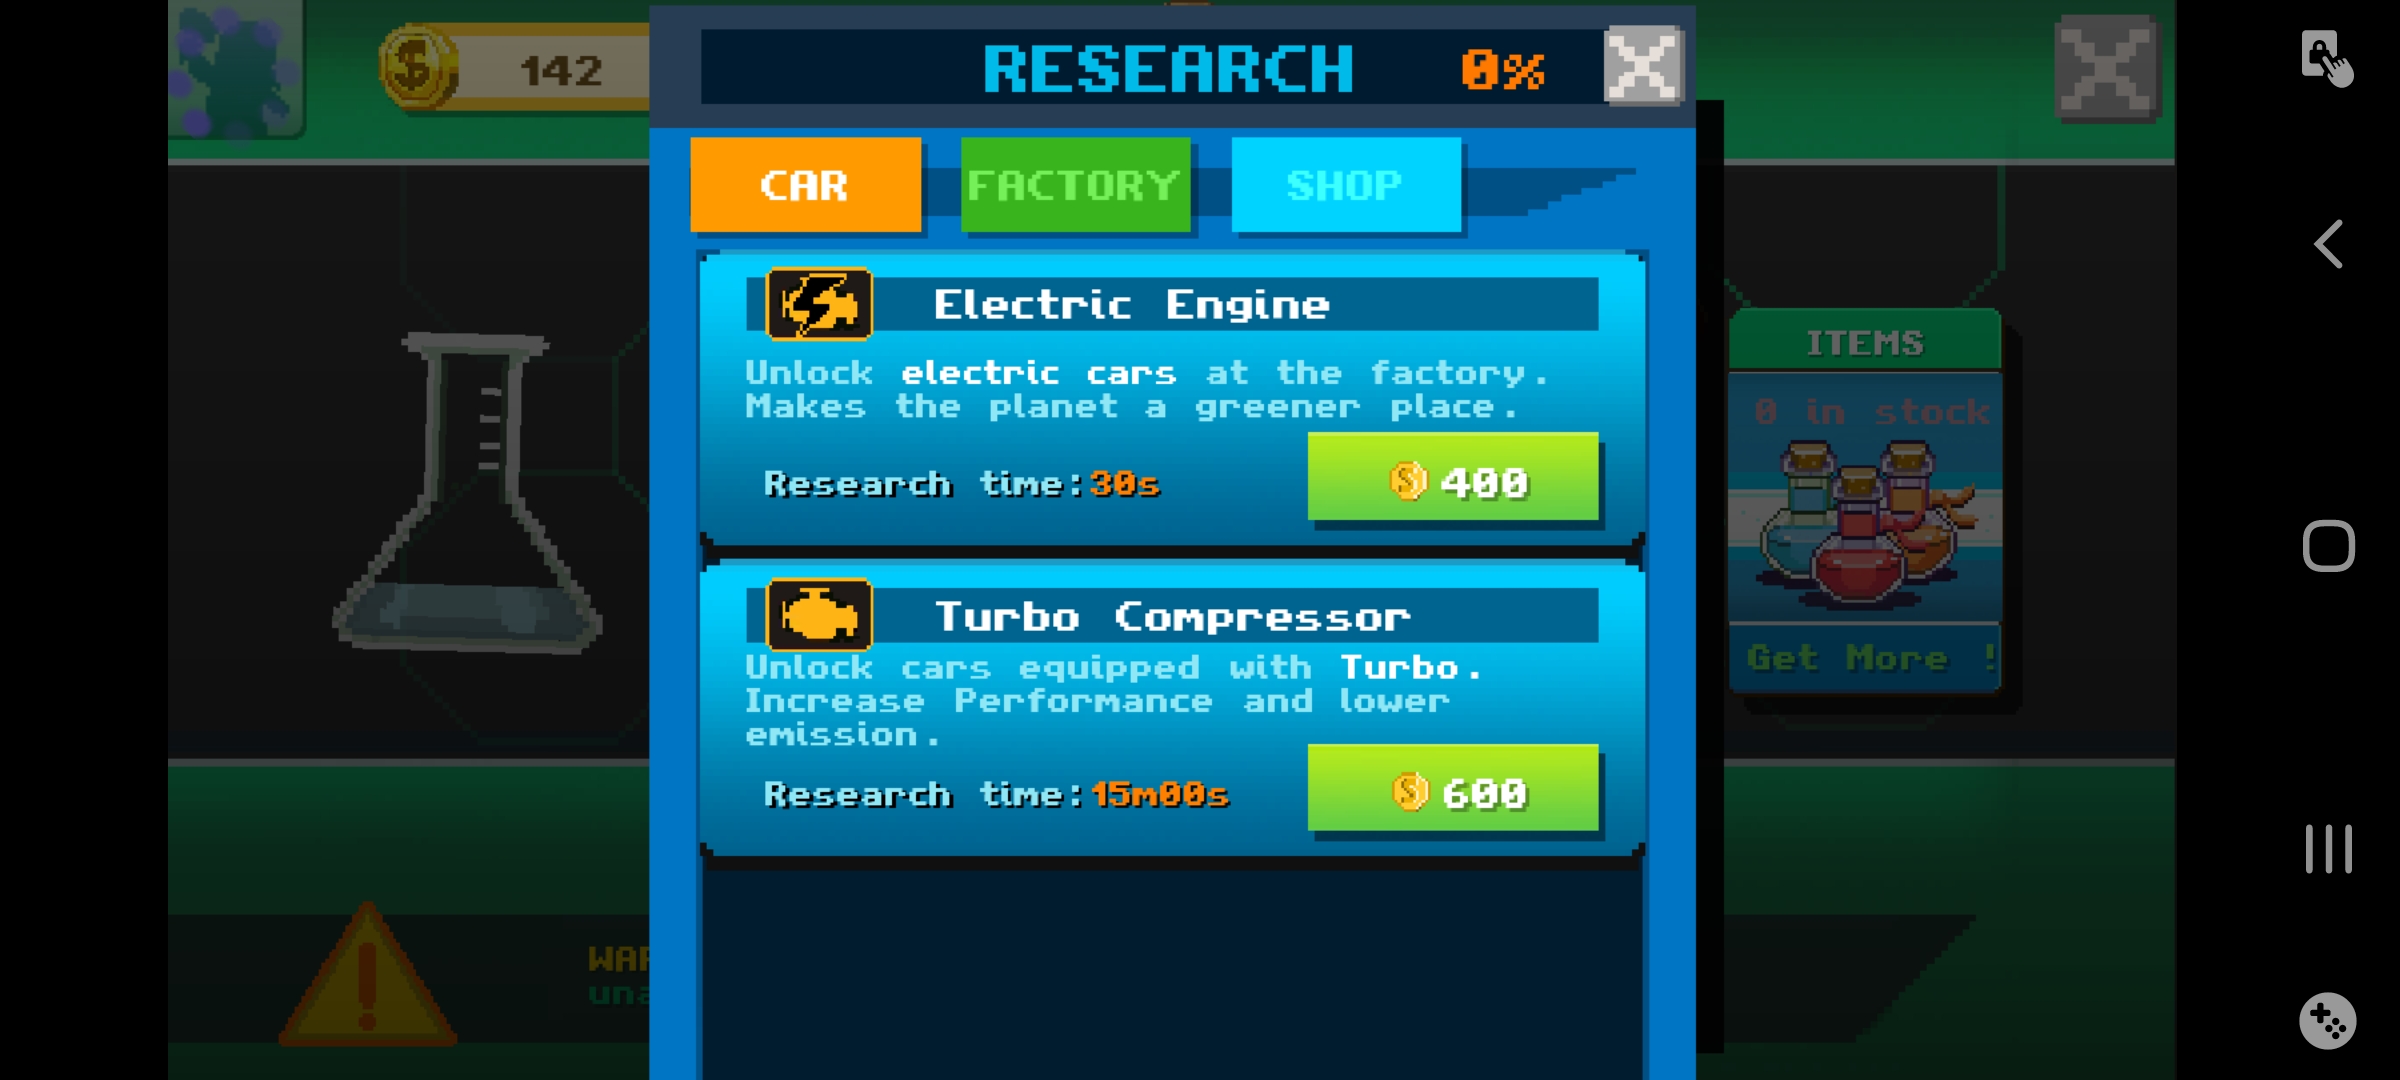 142
RESEARCH 0%
CAR FACTORY SHOP
Electric Engine
Unlock electric cars at the factory.
Makes the planet a greener place.
Research time:30s
400
Turbo Compressor
Unlock cars equipped with Turbo.
Increase Performance and lower
emission.
Research time:15m00s
600
ITEMS
0 in stock
Get More !